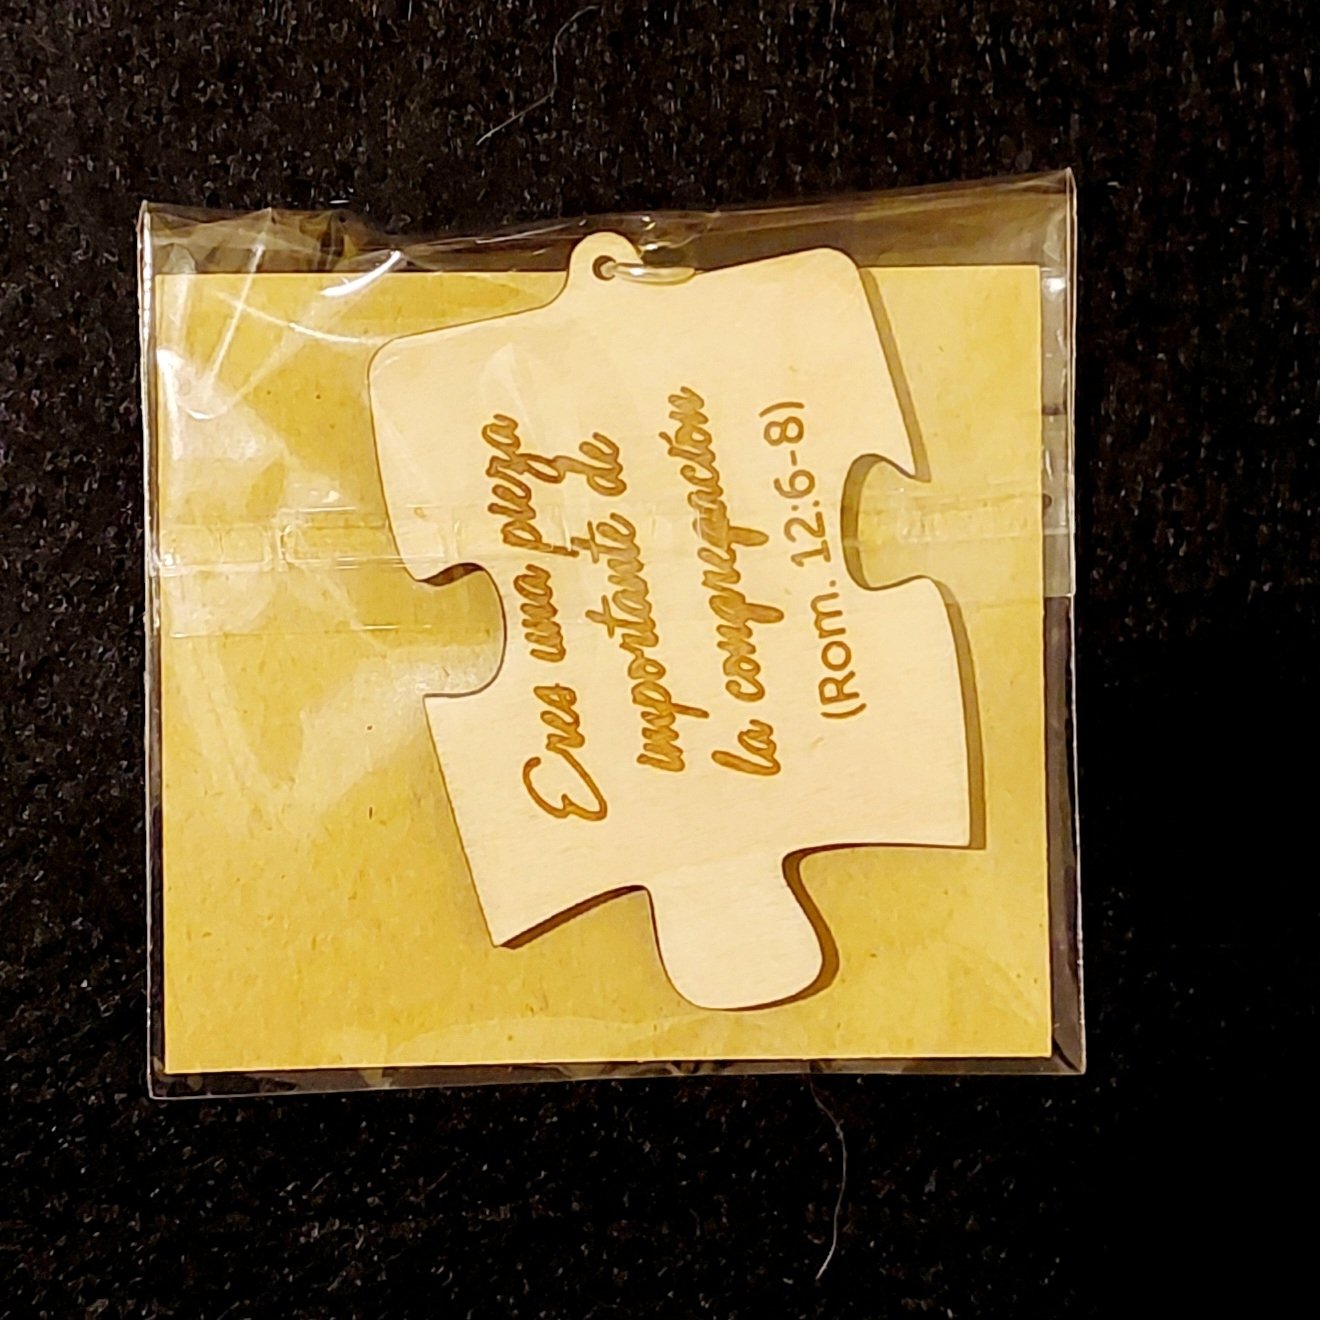 Eres una pieza
importante de
la congregación
(Rom. 12:6-8)